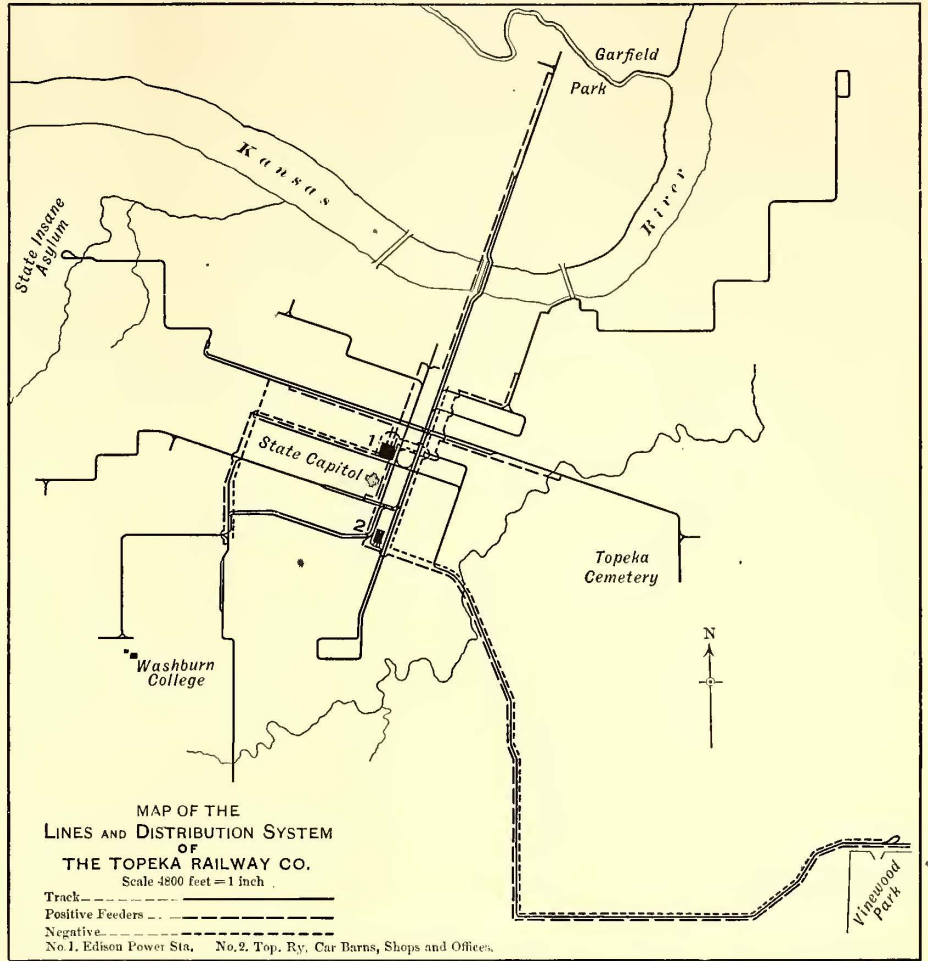 Garfield
Park
Kansas
River
State Insane
Asylum
1
State Capitol
2
Topeka
Cemetery
N
Washburn
College
MAP OF THE
LINES AND DISTRIBUTION SYSTEM
OF
THE TOPEKA RAILWAY CO.
Scale 4800 feet = 1 inch
Track
Positive Feeders
Negative
No.1. Edison Power Sta. No.2. Top. Ry. Car Barns, Shops and Offices.
Vinewood
Park